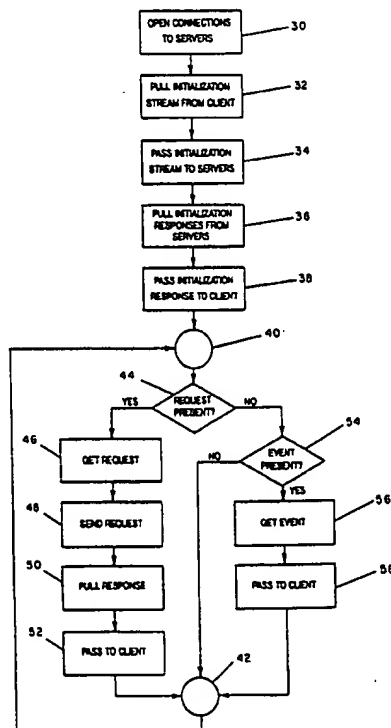 OPEN CONNECTIONS
TO SERVERS
30
PULL INITIALIZATION
STREAM FROM CLIENT
32
PASS INITIALIZATION
STREAM TO SERVERS
34
PULL INITIALIZATION
RESPONSES FROM
SERVERS
36
PASS INITIALIZATION
RESPONSE TO CLIENT
38
40
44
REQUEST
PRESENT?
YES
NO
46
GET REQUEST
54
EVENT
PRESENT?
NO
YES
48
SEND REQUEST
56
GET EVENT
50
PULL RESPONSE
58
PASS TO CLIENT
52
PASS TO CLIENT
42